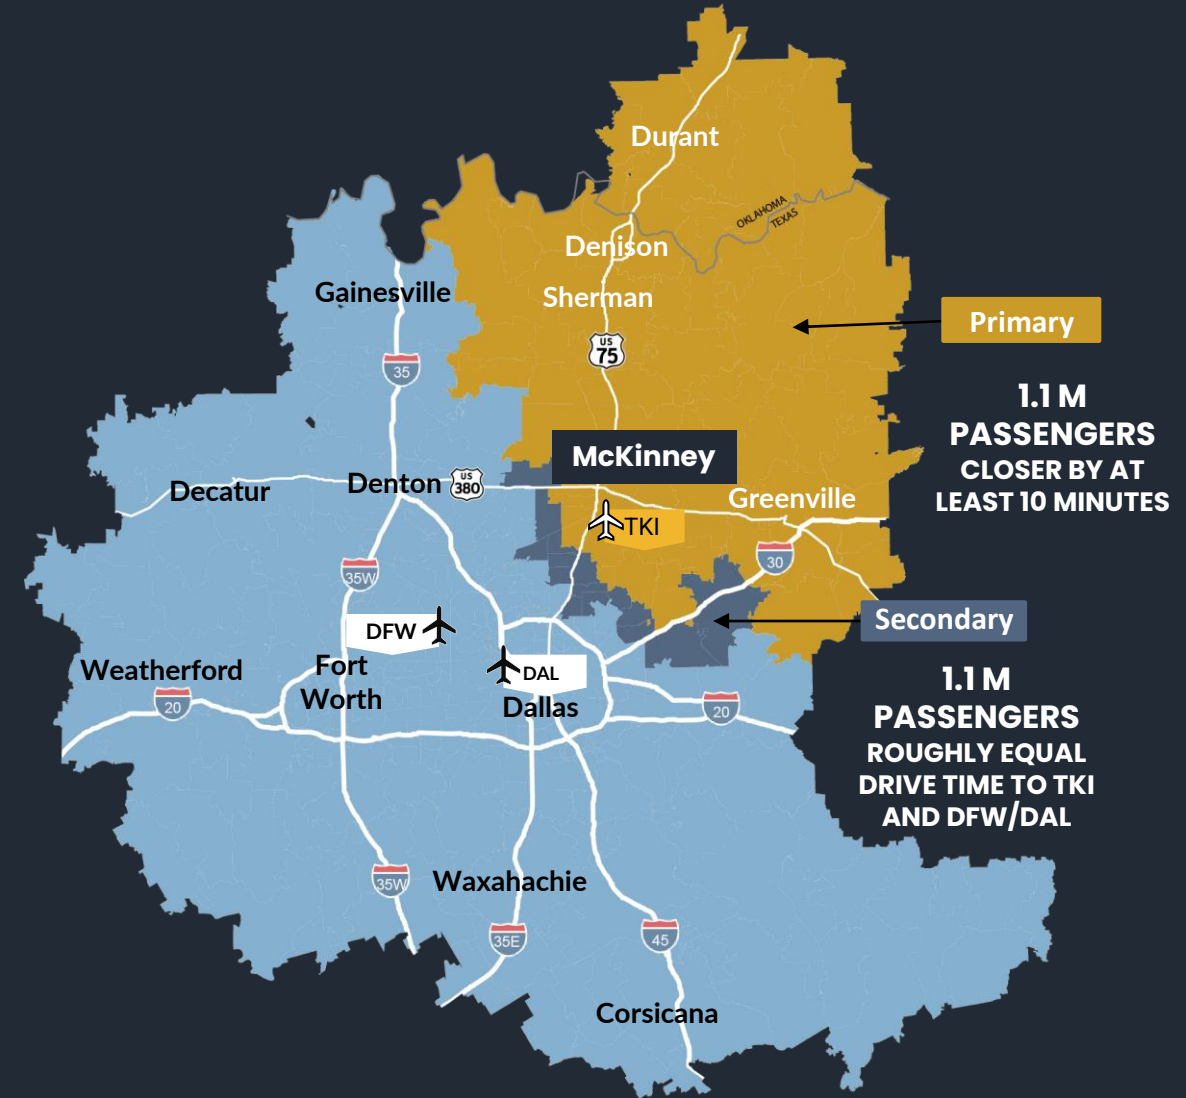 Durant
OKLAHOMA
TEXAS
Denison
Gainesville
Sherman
Primary
US
75
35
1.1 M
PASSENGERS
CLOSER BY AT
LEAST 10 MINUTES
McKinney
Decatur
Denton
US
380
Greenville
TKI
30
35W
DFW
Secondary
Weatherford
Fort
Worth
DAL
Dallas
20
20
1.1 M
PASSENGERS
ROUGHLY EQUAL
DRIVE TIME TO TKI
AND DFW/DAL
35W
Waxahachie
35E
45
Corsicana